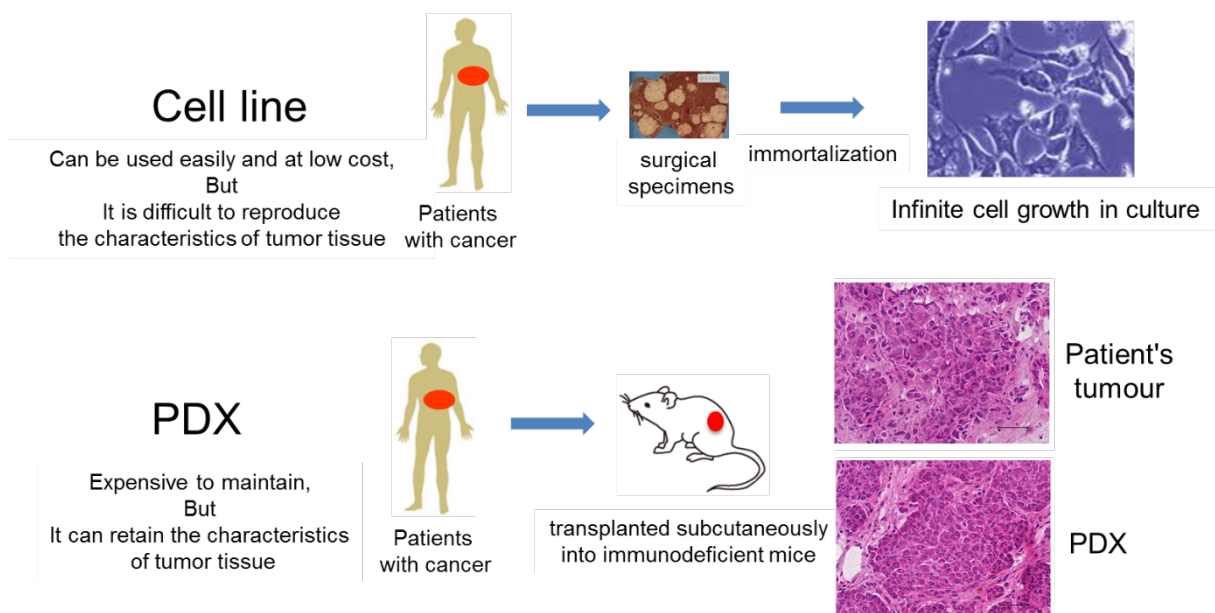 Cell line
Can be used easily and at low cost,
But
It is difficult to reproduce
the characteristics of tumor tissue
Patients
with cancer
surgical
specimens
immortalization
Infinite cell growth in culture
PDX
Expensive to maintain,
But
It can retain the characteristics
of tumor tissue
Patients
with cancer
transplanted subcutaneously
into immunodeficient mice
Patient's
tumour
PDX